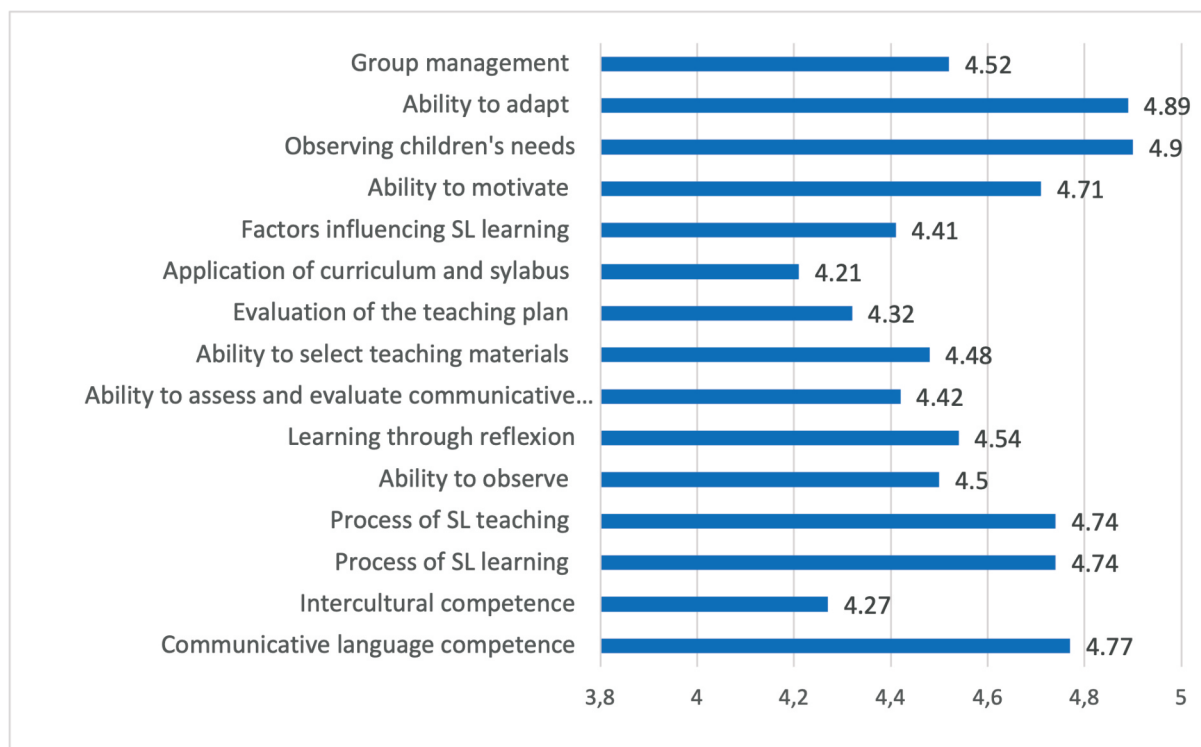 Group management 4.52
Ability to adapt 4.89
Observing children's needs 4.9
Ability to motivate 4.71
Factors influencing SL learning 4.41
Application of curriculum and sylabus 4.21
Evaluation of the teaching plan 4.32
Ability to select teaching materials 4.48
Ability to assess and evaluate communicative... 4.42
Learning through reflexion 4.54
Ability to observe 4.5
Process of SL teaching 4.74
Process of SL learning 4.74
Intercultural competence 4.27
Communicative language competence 4.77
3,8 4 4,2 4,4 4,6 4,8 5